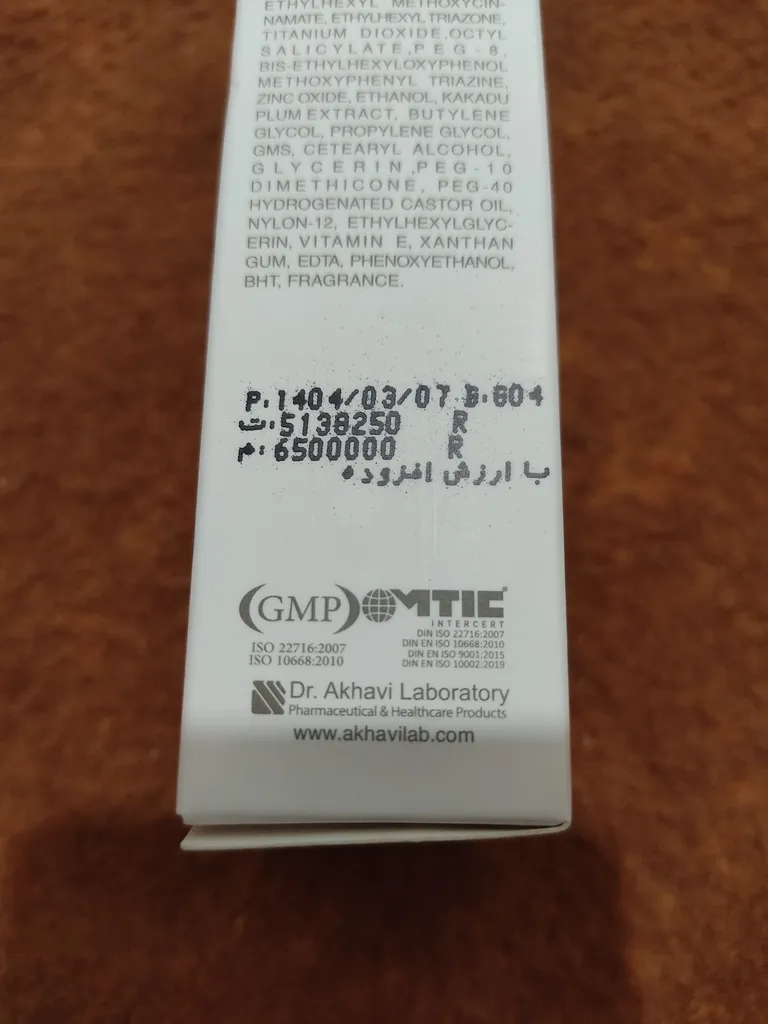 ETHYLHEXYL METHOXYCIN-
NAMATE, ETHYLHEXYL TRIAZONE,
TITANIUM DIOXIDE, OCTYL
SALICYLATE, PEG-8,
BIS-ETHYLHEXYLOXYPHENOL
METHOXYPHENYL TRIAZINE,
ZINC OXIDE, ETHANOL, KAKADU
PLUM EXTRACT, BUTYLENE
GLYCOL, PROPYLENE GLYCOL,
GMS, CETEARYL ALCOHOL,
GLYCERIN, PEG-10
DIMETHICONE, PEG-40
HYDROGENATED CASTOR OIL,
NYLON-12, ETHYLHEXYLGLYC-
ERIN, VITAMIN E, XANTHAN
GUM, EDTA, PHENOXYETHANOL,
BHT, FRAGRANCE.
P.1404/03/07 B.804
ت:5138250 R
م:6500000 R
با ارزش افزوده
(GMP)
ISO 22716:2007
ISO 10668:2010
MTIC
INTERCERT
DIN ISO 22716:2007
DIN EN ISO 10668:2010
DIN EN ISO 9001:2015
DIN EN ISO 10002:2019
Dr. Akhavi Laboratory
Pharmaceutical & Healthcare Products
www.akhavilab.com